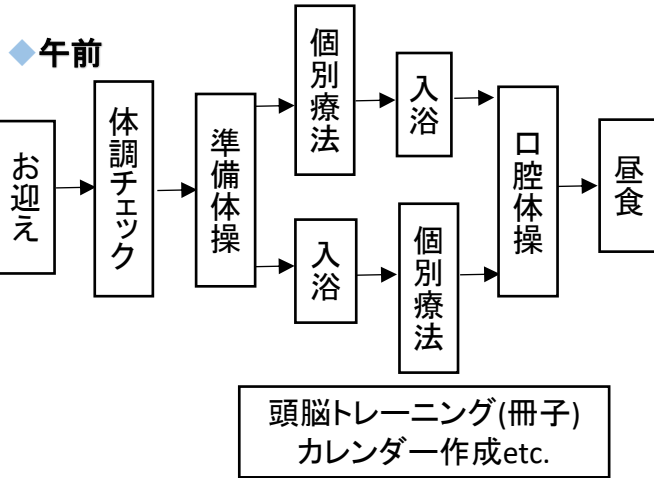 ◆午前
お迎え
体調チェック
準備体操
個別療法
入浴
入浴
個別療法
口腔体操
昼食
頭脳トレーニング(冊子)
カレンダー作成etc.